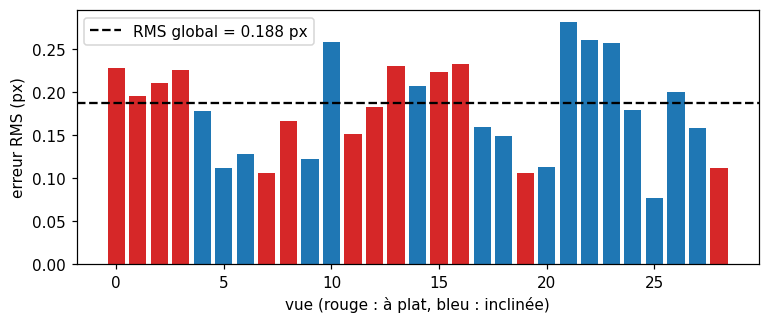 RMS global = 0.188 px
erreur RMS (px)
0.25
0.20
0.15
0.10
0.05
0.00
0 5 10 15 20 25
vue (rouge : à plat, bleu : inclinée)